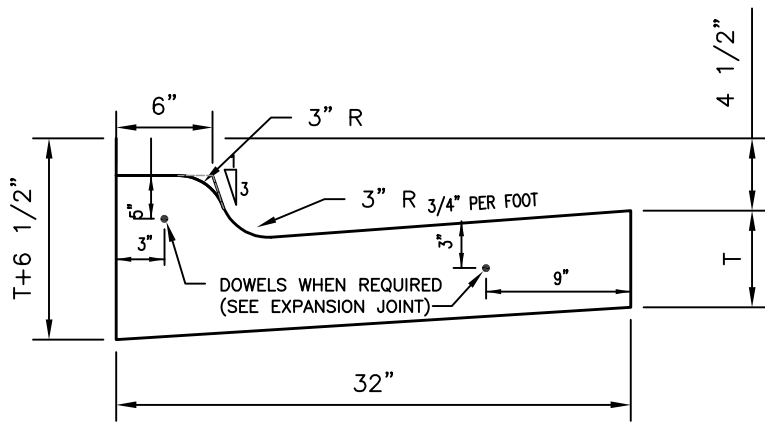 4 1/2"
6"
3" R
1
3
T+6 1/2"
5"
3" R
3/4" PER FOOT
3"
3"
T
DOWELS WHEN REQUIRED
(SEE EXPANSION JOINT)
9"
32"